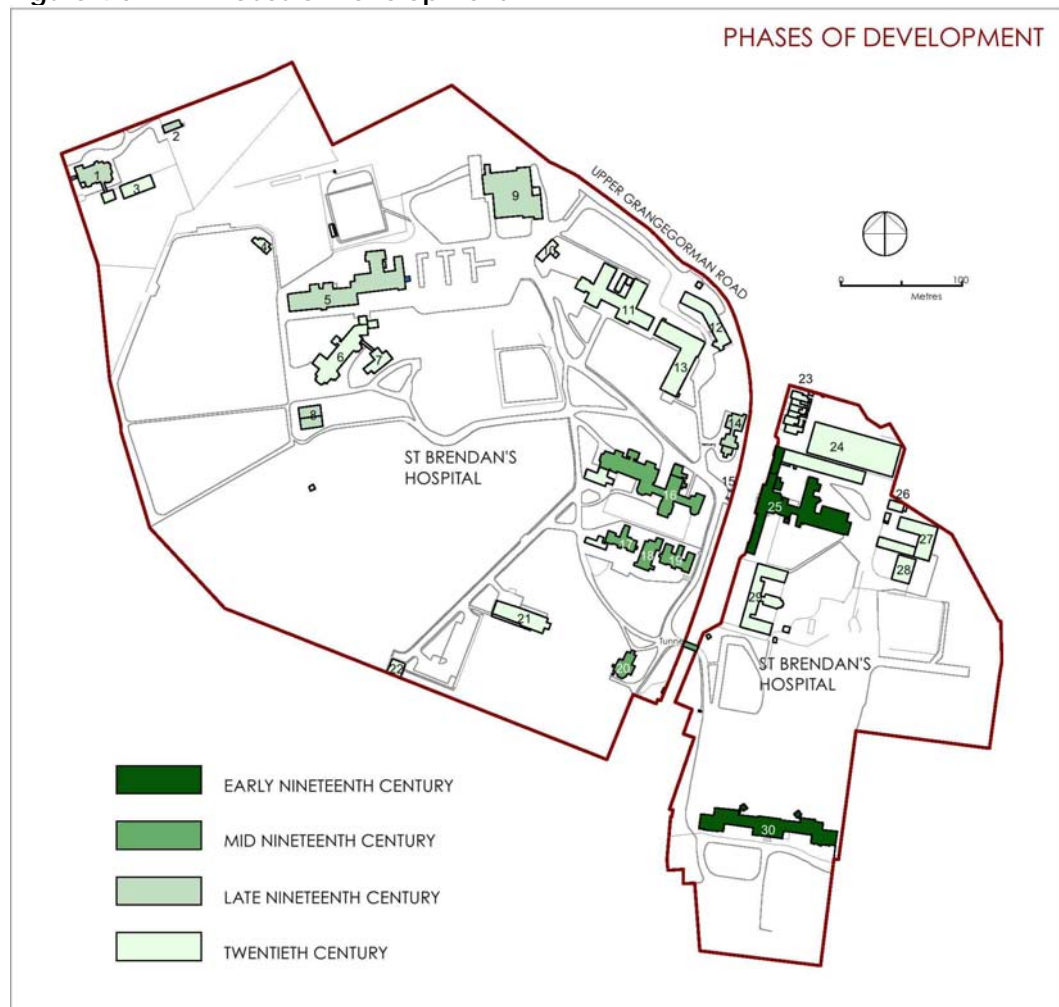 PHASES OF DEVELOPMENT
2
1
3
9
UPPER GRANGEGORMAN ROAD
0
100
Metres
5
11
12
6
7
13
23
8
14
24
ST BRENDAN'S
HOSPITAL
15
16
25
26
27
17
18
19
28
29
21
20
22
ST BRENDAN'S
HOSPITAL
EARLY NINETEENTH CENTURY
30
MID NINETEENTH CENTURY
LATE NINETEENTH CENTURY
TWENTIETH CENTURY